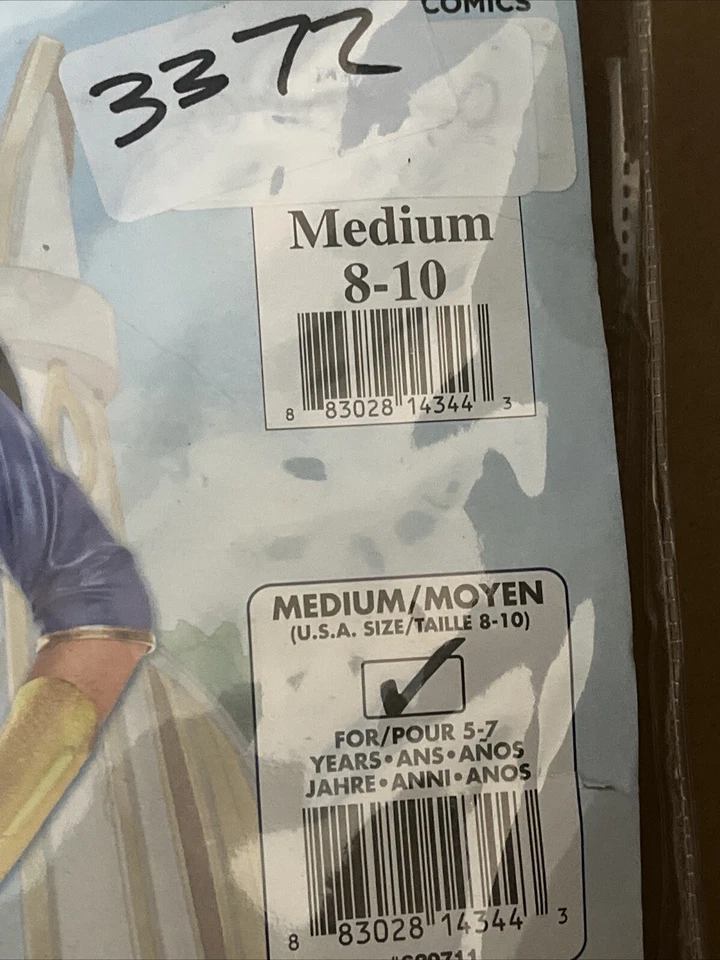 COMICS
3372
Medium
8-10
8 83028 14344 3
MEDIUM/MOYEN
(U.S.A. SIZE/TAILLE 8-10)
FOR/POUR 5-7
YEARS•ANS•AÑOS
JAHRE•ANNI•ANOS
8 83028 14344 3